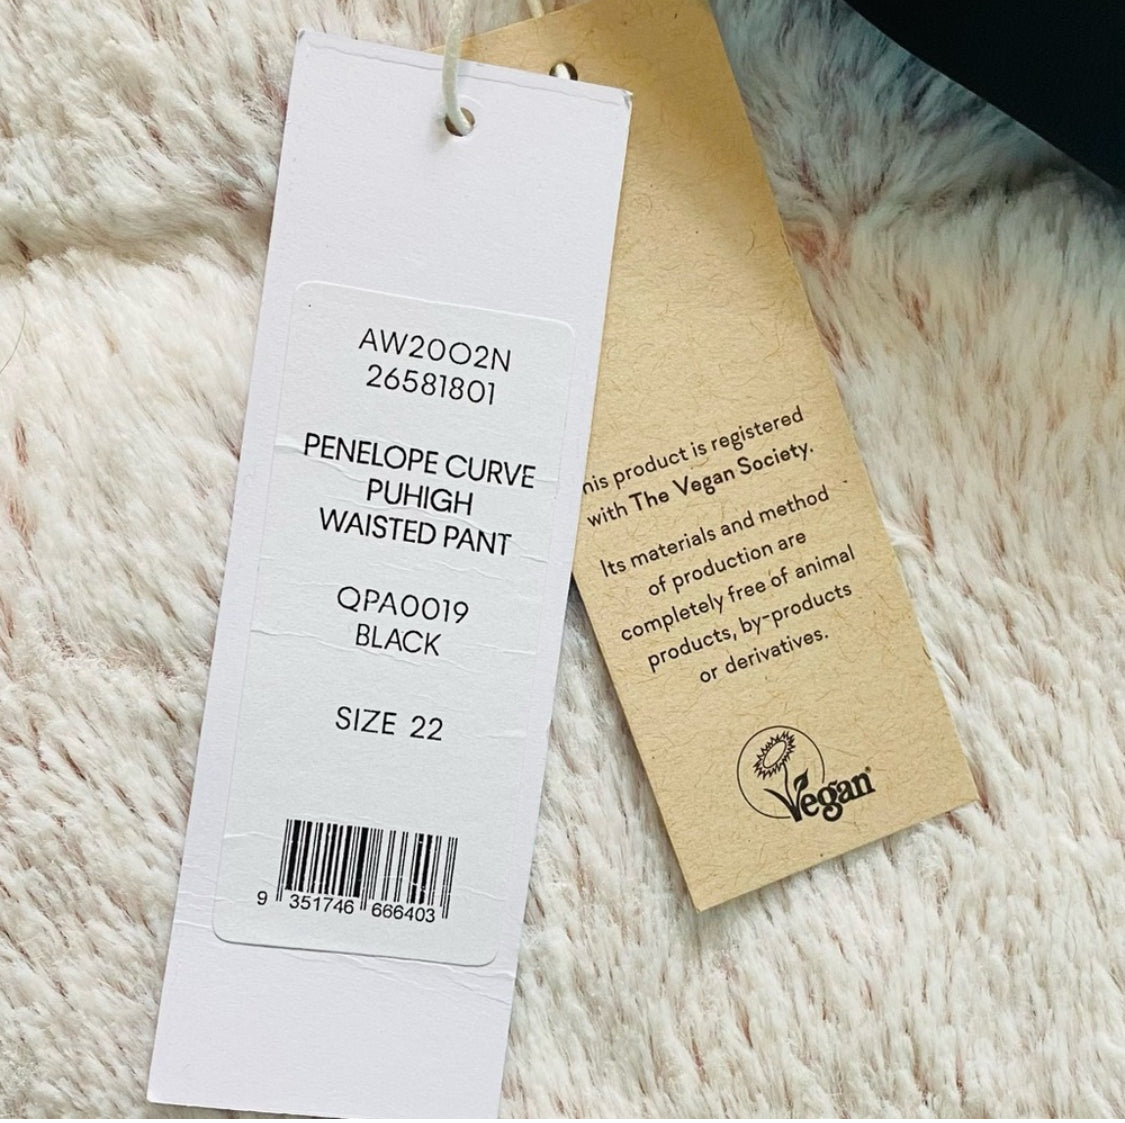 AW20O2N
26581801
PENELOPE CURVE
PUHIGH
WAISTED PANT
QPA0019
BLACK
SIZE 22
9 351746 666403
his product is registered
with The Vegan Society.
Its materials and method
of production are
completely free of animal
products, by-products
or derivatives.
Vegan®